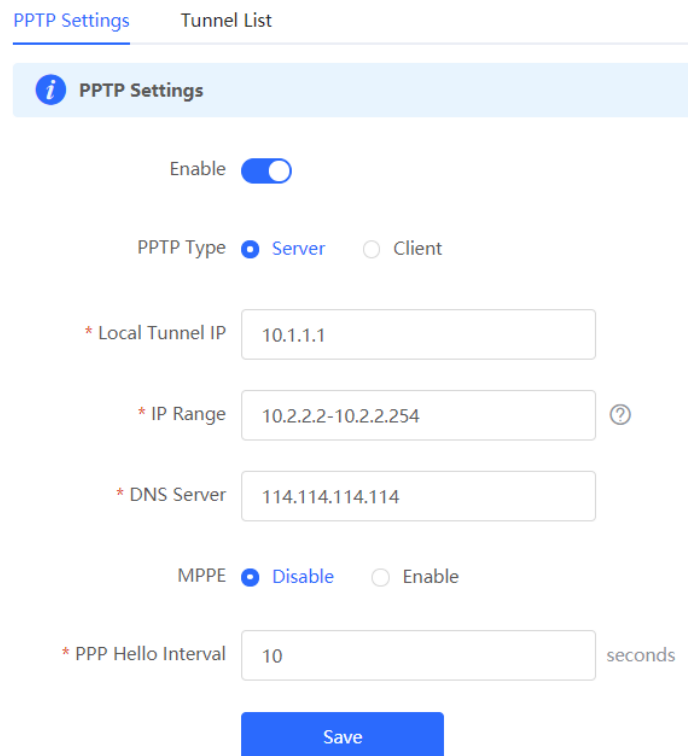 PPTP Settings Tunnel List
i PPTP Settings
Enable
PPTP Type Server Client
* Local Tunnel IP 10.1.1.1
* IP Range 10.2.2.2-10.2.2.254 ?
* DNS Server 114.114.114.114
MPPE Disable Enable
* PPP Hello Interval 10 seconds
Save